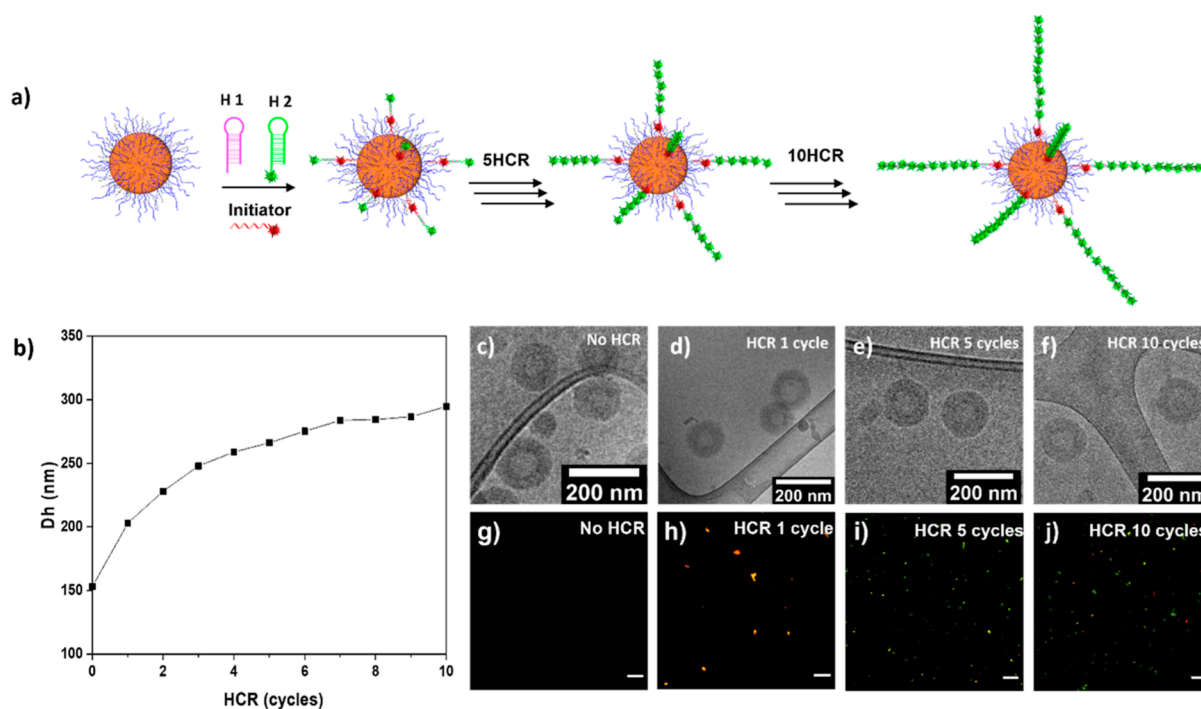 a)
H 1
H 2
Initiator
5HCR
10HCR
b)
350
300
250
200
150
100
Dh (nm)
0
2
4
6
8
10
HCR (cycles)
c)
No HCR
200 nm
d)
HCR 1 cycle
200 nm
e)
HCR 5 cycles
200 nm
f)
HCR 10 cycles
200 nm
g)
No HCR
h)
HCR 1 cycle
i)
HCR 5 cycles
j)
HCR 10 cycles